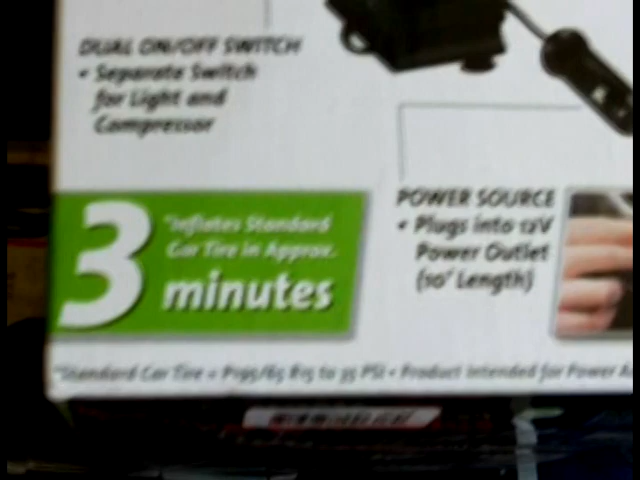 DUAL ON/OFF SWITCH
• Separate Switch
for Light and
Compressor
POWER SOURCE
• Plugs into 12V
Power Outlet
(10' Length)
3
*Inflates Standard
Car Tire in Approx.
minutes
*Standard Car Tire = P195/65 R15 to 35 PSI • Product Intended for Power